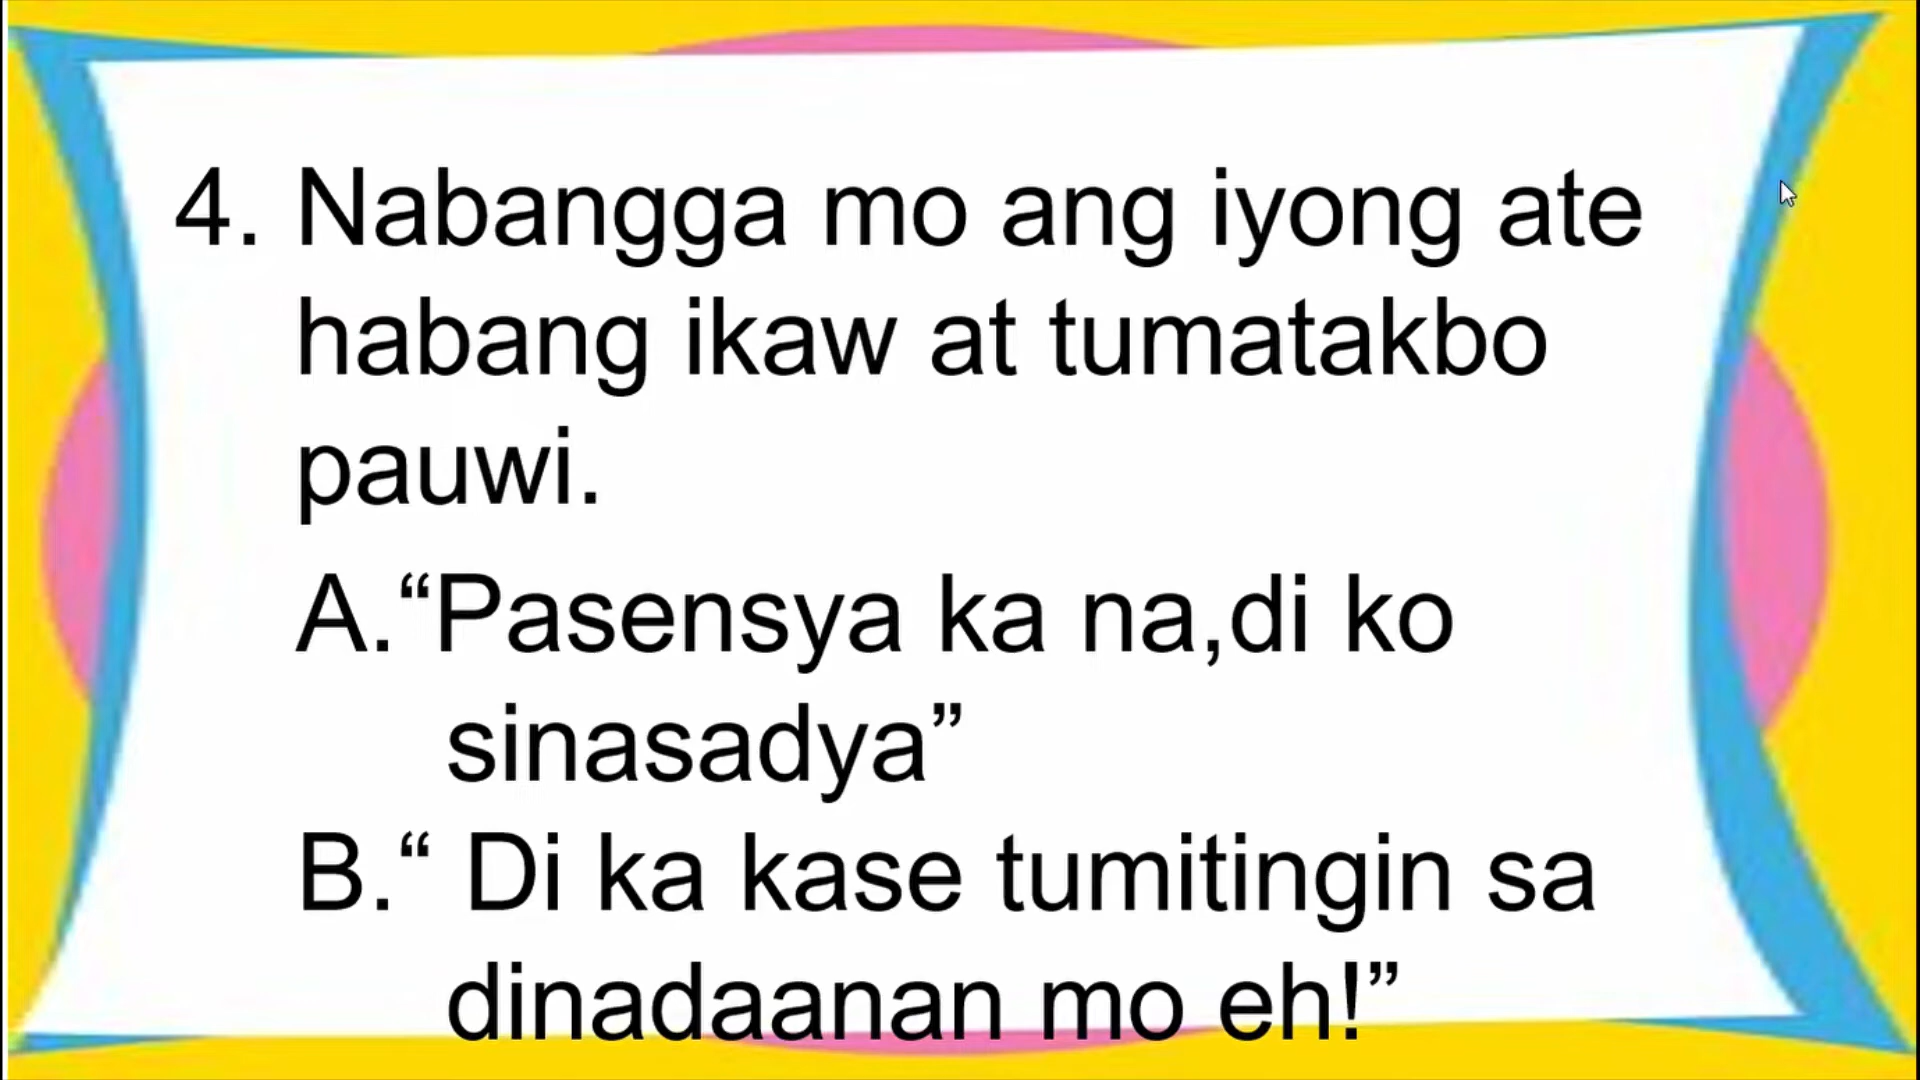 4. Nabangga mo ang iyong ate
habang ikaw at tumatakbo
pauwi.
A.“Pasensya ka na,di ko
sinasadya”
B.“ Di ka kase tumitingin sa
dinadaanan mo eh!”